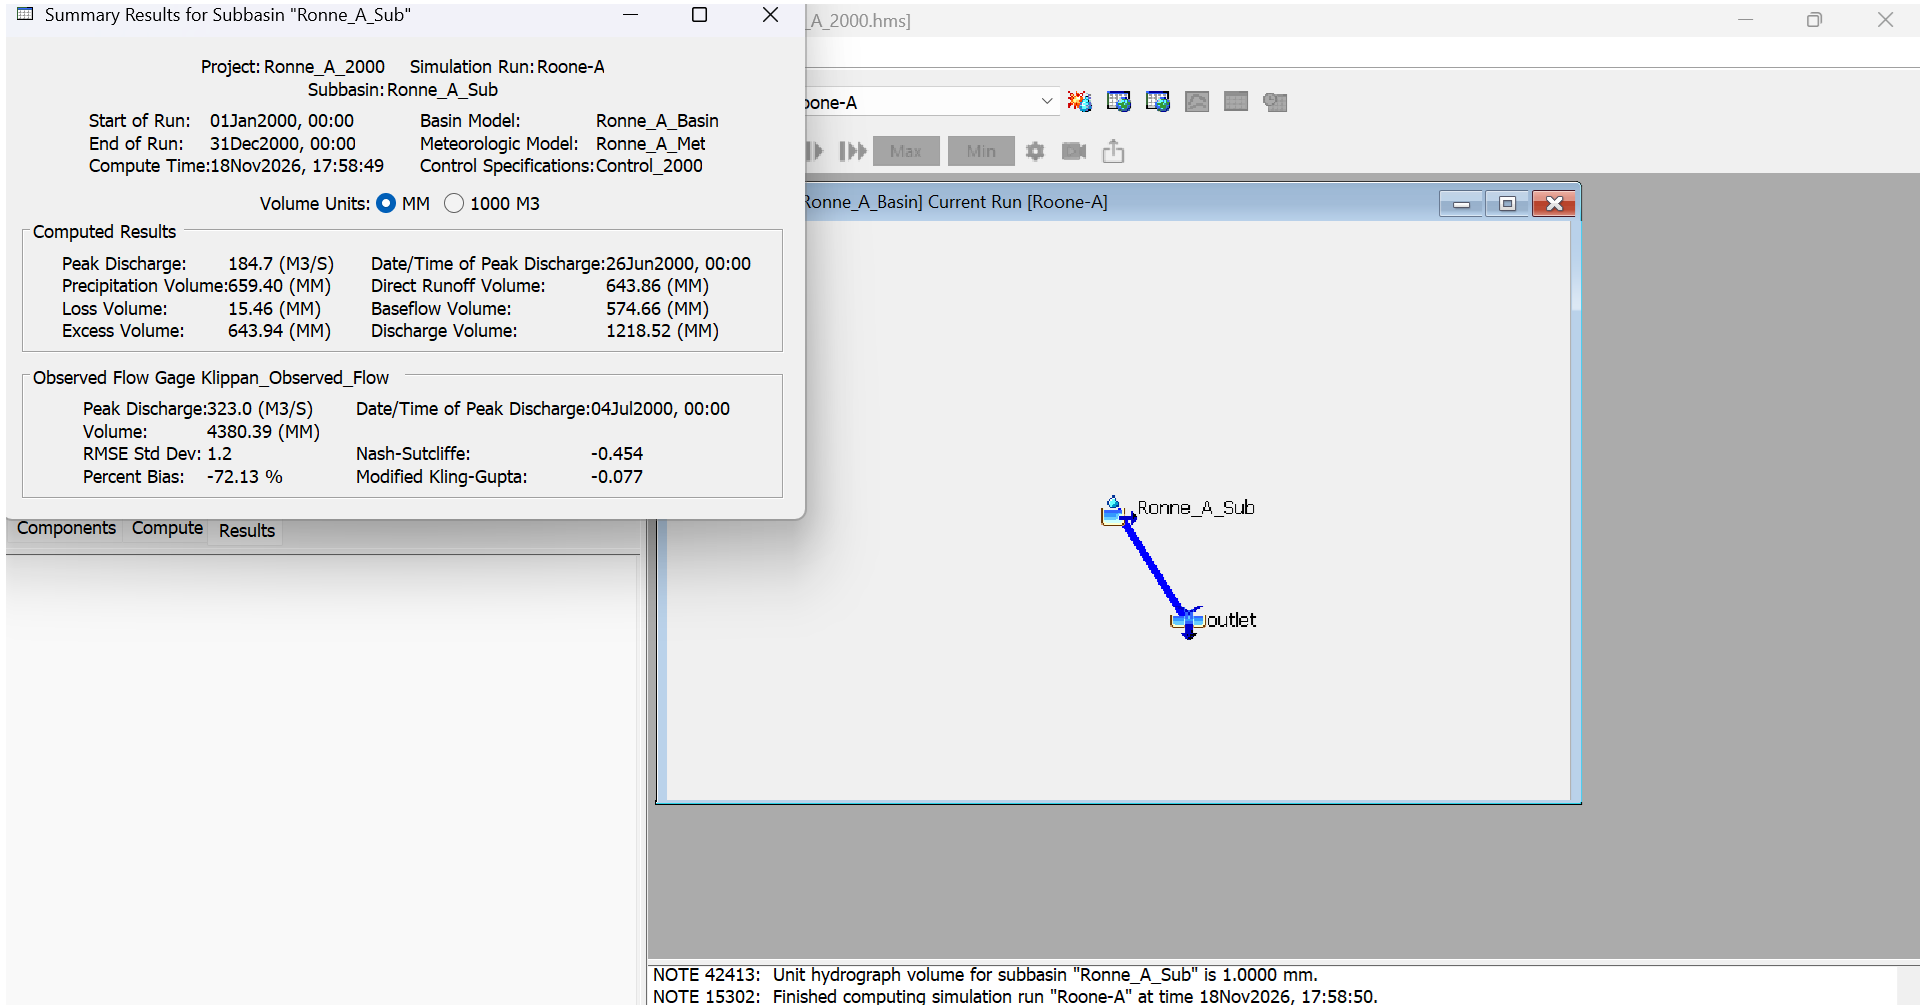 Summary Results for Subbasin "Ronne_A_Sub"
_A_2000.hms]
Project: Ronne_A_2000 Simulation Run: Roone-A
Subbasin: Ronne_A_Sub
Start of Run: 01Jan2000, 00:00 Basin Model: Ronne_A_Basin
End of Run: 31Dec2000, 00:00 Meteorologic Model: Ronne_A_Met
Compute Time:18Nov2026, 17:58:49 Control Specifications:Control_2000
Volume Units: MM 1000 M3
Computed Results
Peak Discharge: 184.7 (M3/S) Date/Time of Peak Discharge:26Jun2000, 00:00
Precipitation Volume:659.40 (MM) Direct Runoff Volume: 643.86 (MM)
Loss Volume: 15.46 (MM) Baseflow Volume: 574.66 (MM)
Excess Volume: 643.94 (MM) Discharge Volume: 1218.52 (MM)
Observed Flow Gage Klippan_Observed_Flow
Peak Discharge:323.0 (M3/S) Date/Time of Peak Discharge:04Jul2000, 00:00
Volume: 4380.39 (MM)
RMSE Std Dev: 1.2 Nash-Sutcliffe: -0.454
Percent Bias: -72.13 % Modified Kling-Gupta: -0.077
Components Compute Results
oone-A
Max Min
Ronne_A_Basin] Current Run [Roone-A]
Ronne_A_Sub
outlet
NOTE 42413: Unit hydrograph volume for subbasin "Ronne_A_Sub" is 1.0000 mm.
NOTE 15302: Finished computing simulation run "Roone-A" at time 18Nov2026, 17:58:50.